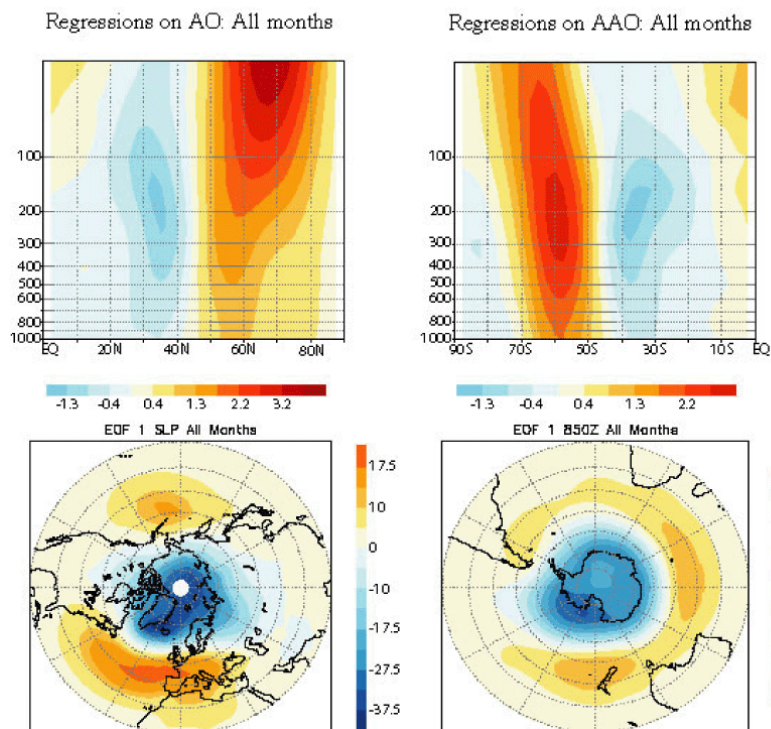 Regressions on AO: All months
Regressions on AAO: All months
100
200
300
400
500
600
800
1000
EQ 20N 40N 60N 80N
100
200
300
400
500
600
800
1000
90S 70S 50S 30S 10S EQ
-1.3 0.4 1.3 2.2 3.2
-1.3 0.4 1.3 2.2
EOF 1 SLP All Months
EOF 1 850Z All Months
17.5
10
0
-10
-17.5
-27.5
-37.5